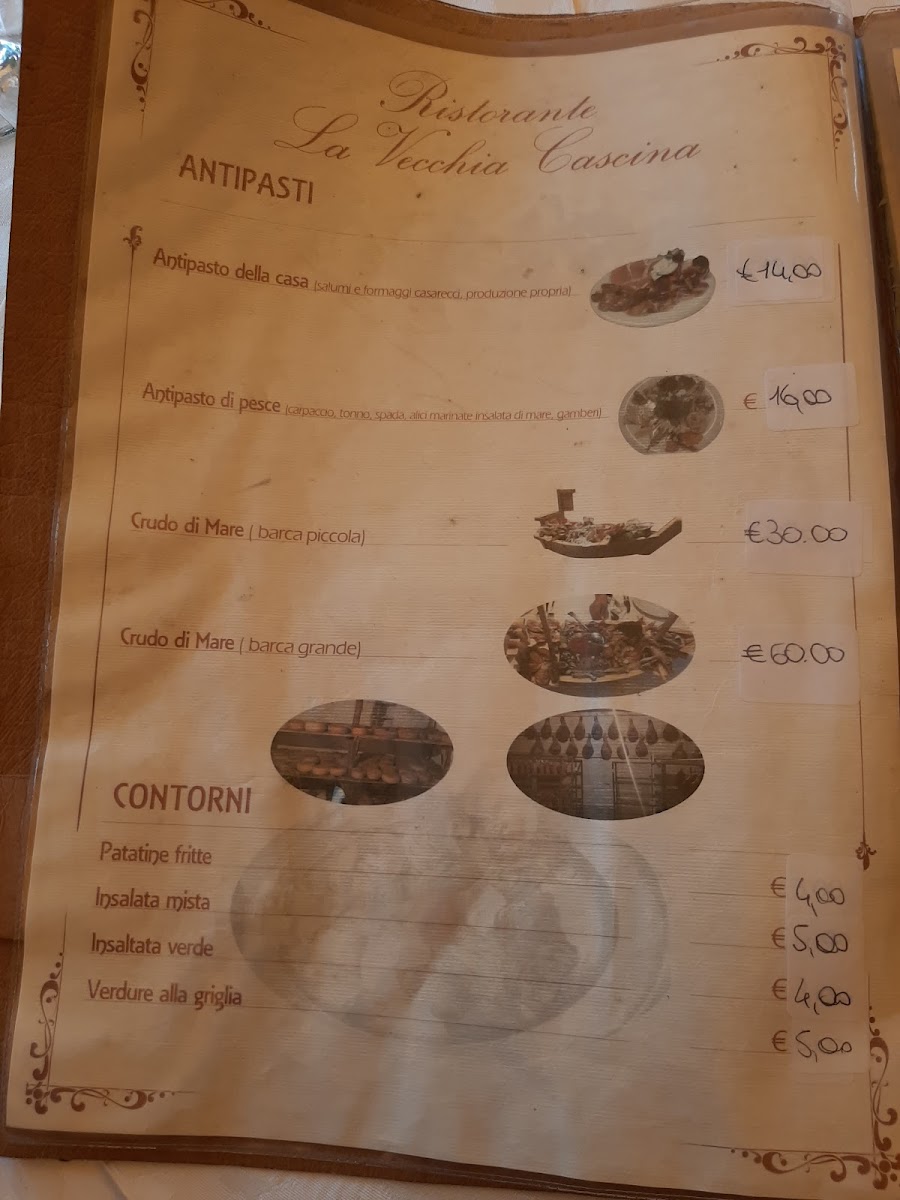 Ristorante
La Vecchia Cascina
ANTIPASTI
Antipasto della casa (salumi e formaggi casarecci, produzione propria) €14,00
Antipasto di pesce (carpaccio, tonno, spada, alici marinate insalata di mare, gamberi) € 16,00
Crudo di Mare ( barca piccola) €30.00
Crudo di Mare ( barca grande) €60.00
CONTORNI
Patatine fritte € 4,00
Insalata mista € 5,00
Insaltata verde € 4,00
Verdure alla griglia € 5,00